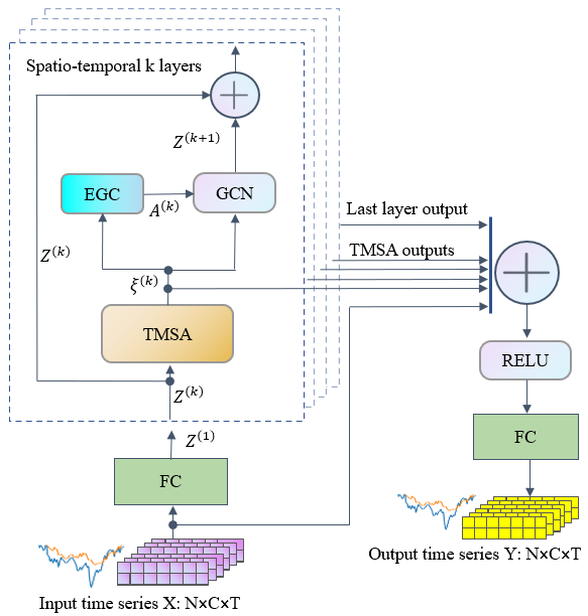 Spatio-temporal k layers
Z^(k+1)
EGC
A^(k)
GCN
Z^(k)
ξ^(k)
TMSA
Z^(k)
Z^(1)
FC
Input time series X: N×C×T
Last layer output
TMSA outputs
RELU
FC
Output time series Y: N×C×T